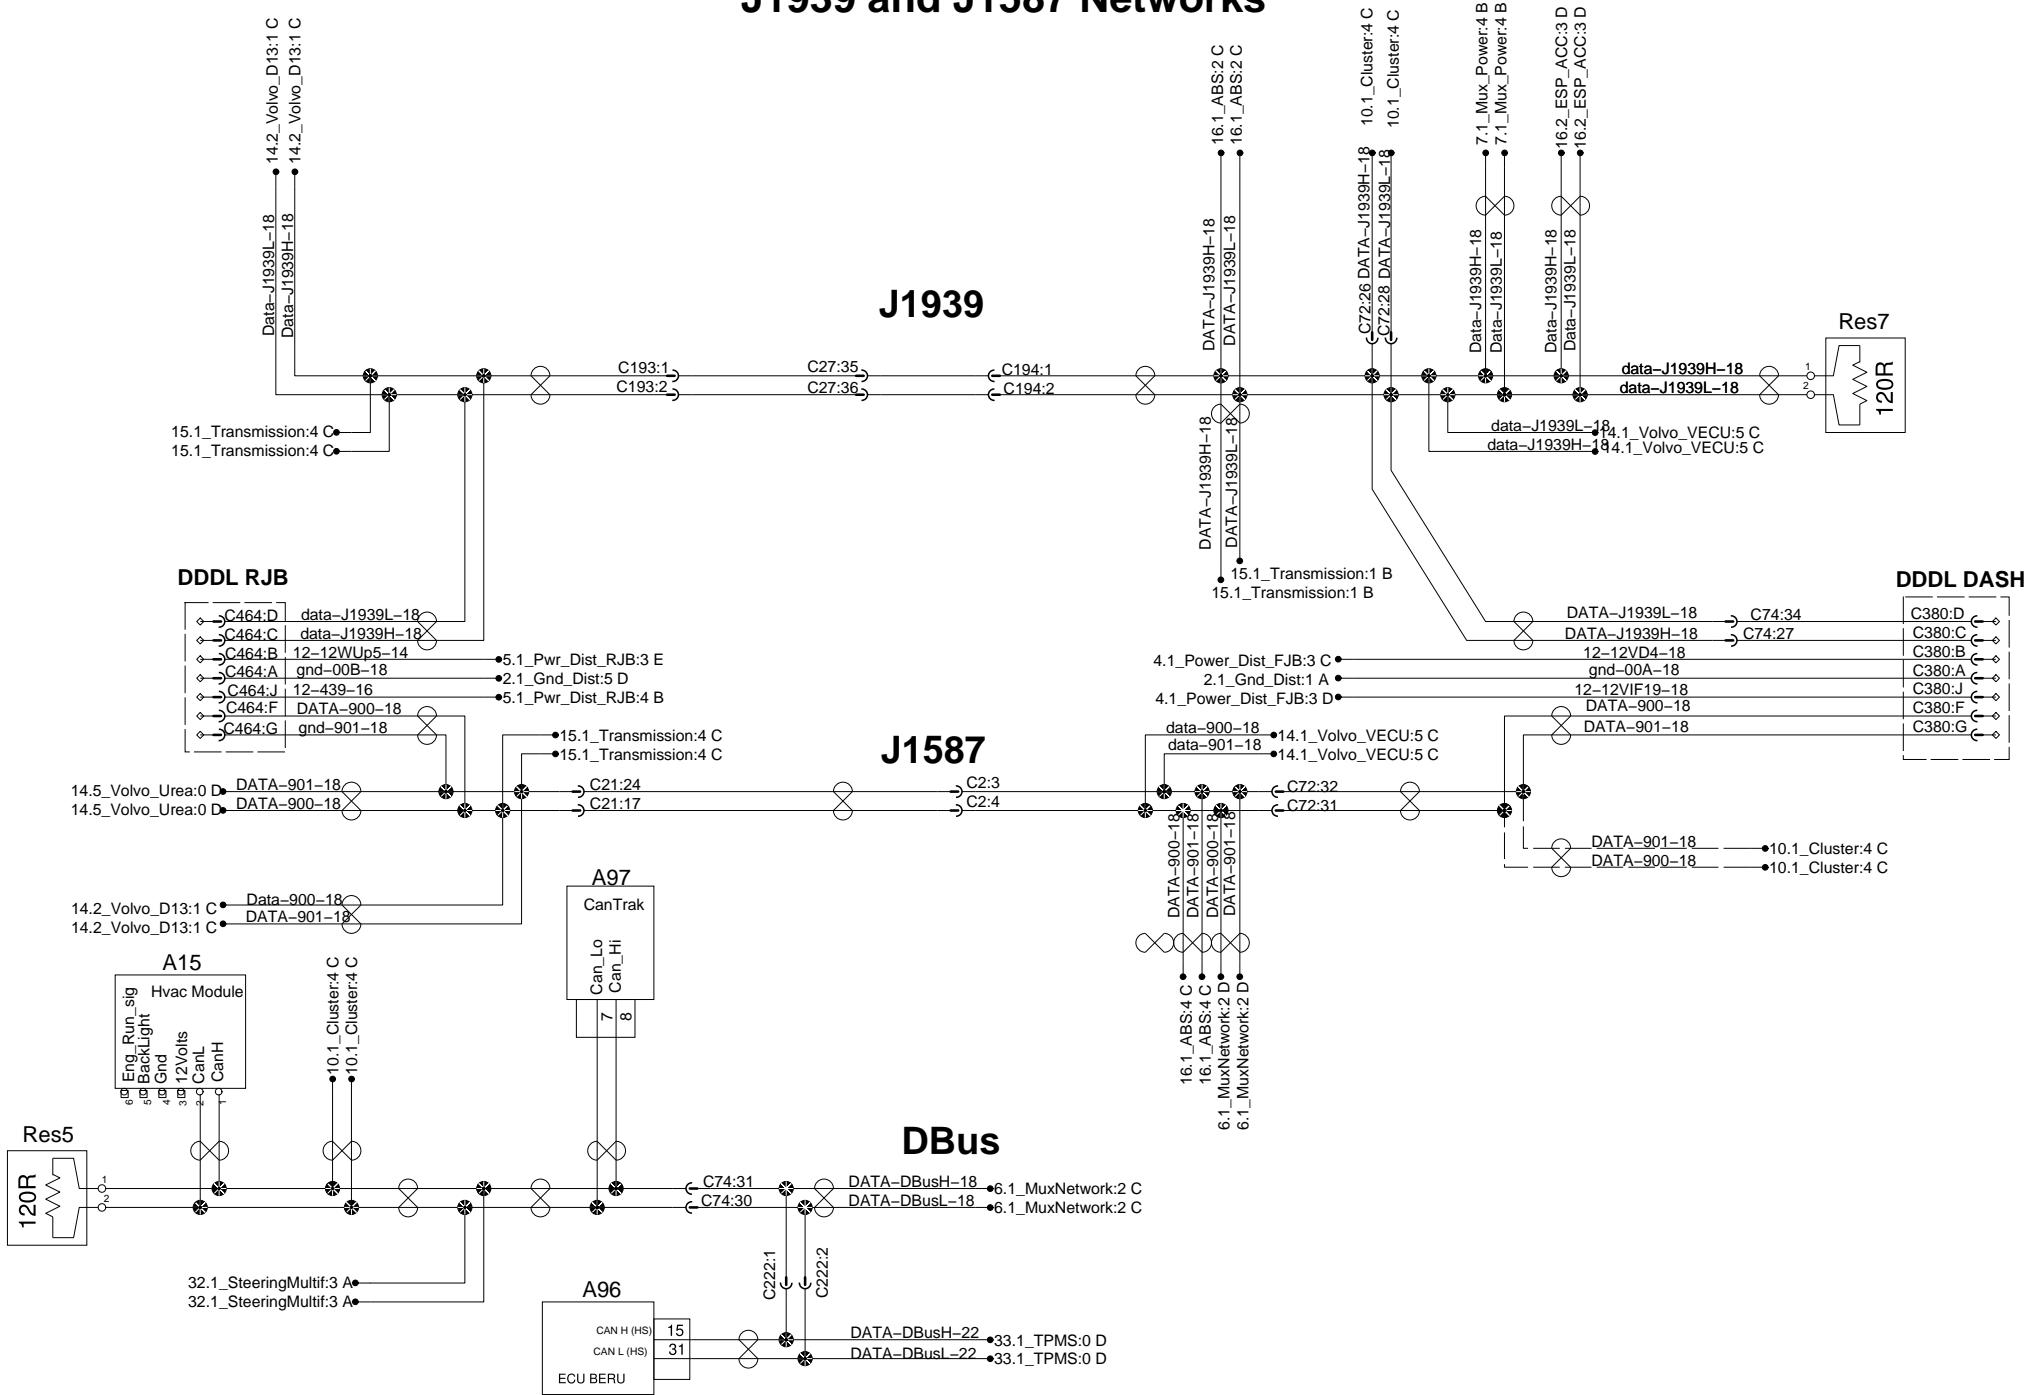 J1939 and J1587 Networks
14.2_Volvo_D13:1 C
14.2_Volvo_D13:1 C
16.1_ABS:2 C
16.1_ABS:2 C
10.1_Cluster:4 C
10.1_Cluster:4 C
7.1_Mux_Power:4 B
7.1_Mux_Power:4 B
16.2_ESP_ACC:3 D
16.2_ESP_ACC:3 D
Data-J1939L-18
Data-J1939H-18
DATA-J1939H-18
DATA-J1939L-18
C72:26 DATA-J1939H-18
C72:28 DATA-J1939L-18
Data-J1939H-18
Data-J1939L-18
Data-J1939H-18
Data-J1939L-18
J1939
Res7
C193:1
C27:35
C194:1
data-J1939H-18
1
C193:2
C27:36
C194:2
data-J1939L-18
2
120R
15.1_Transmission:4 C
15.1_Transmission:4 C
data-J1939L-18
14.1_Volvo_VECU:5 C
data-J1939H-18
14.1_Volvo_VECU:5 C
DATA-J1939H-18
DATA-J1939L-18
15.1_Transmission:1 B
15.1_Transmission:1 B
DDDL RJB
DDDL DASH
C464:D data-J1939L-18
C464:C data-J1939H-18
C464:B 12-12WUp5-14
5.1_Pwr_Dist_RJB:3 E
C464:A gnd-00B-18
2.1_Gnd_Dist:5 D
C464:J 12-439-16
5.1_Pwr_Dist_RJB:4 B
C464:F DATA-900-18
C464:G gnd-901-18
DATA-J1939L-18 C74:34 C380:D
DATA-J1939H-18 C74:27 C380:C
4.1_Power_Dist_FJB:3 C
12-12VD4-18 C380:B
2.1_Gnd_Dist:1 A
gnd-00A-18 C380:A
4.1_Power_Dist_FJB:3 D
12-12VIF19-18 C380:J
DATA-900-18 C380:F
DATA-901-18 C380:G
15.1_Transmission:4 C
15.1_Transmission:4 C
J1587
data-900-18
14.1_Volvo_VECU:5 C
data-901-18
14.1_Volvo_VECU:5 C
14.5_Volvo_Urea:0 D DATA-901-18
C21:24
C2:3
C72:32
14.5_Volvo_Urea:0 D DATA-900-18
C21:17
C2:4
C72:31
DATA-900-18
DATA-901-18
DATA-900-18
DATA-901-18
DATA-901-18
10.1_Cluster:4 C
DATA-900-18
10.1_Cluster:4 C
14.2_Volvo_D13:1 C Data-900-18
14.2_Volvo_D13:1 C DATA-901-18
16.1_ABS:4 C
16.1_ABS:4 C
6.1_MuxNetwork:2 D
6.1_MuxNetwork:2 D
A97
CanTrak
Can_Lo
Can_Hi
7
8
A15
Hvac Module
Eng_Run_sig
BackLight
Gnd
12Volts
CanL
CanH
6
5
4
3
2
1
10.1_Cluster:4 C
10.1_Cluster:4 C
Res5
120R
1
2
DBus
C74:31
DATA-DBusH-18
6.1_MuxNetwork:2 C
C74:30
DATA-DBusL-18
6.1_MuxNetwork:2 C
32.1_SteeringMultif:3 A
32.1_SteeringMultif:3 A
C222:1
C222:2
A96
CAN H (HS)
15
DATA-DBusH-22
33.1_TPMS:0 D
CAN L (HS)
31
DATA-DBusL-22
33.1_TPMS:0 D
ECU BERU